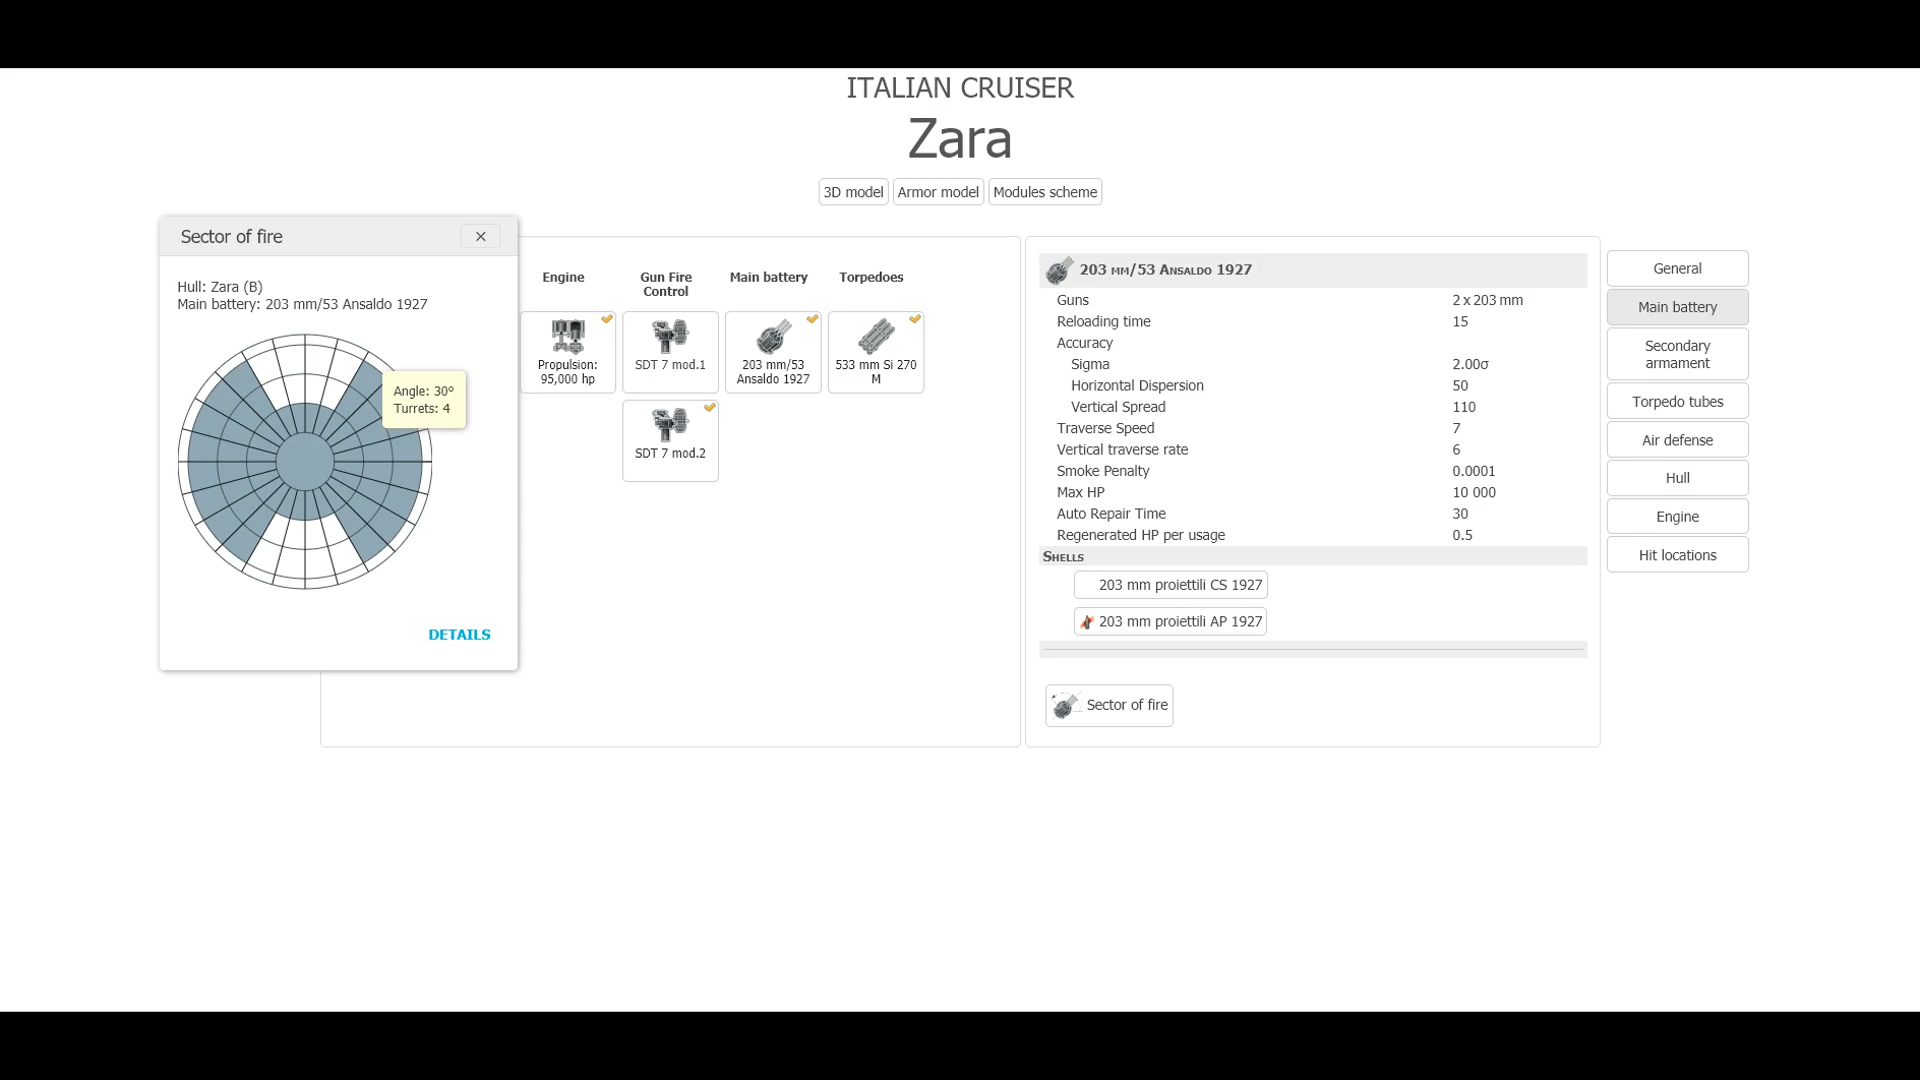 ITALIAN CRUISER
Zara
3D model
Armor model
Modules scheme
Sector of fire
×
Hull: Zara (B)
Main battery: 203 mm/53 Ansaldo 1927
Angle: 30°
Turrets: 4
DETAILS
Engine
Gun Fire
Control
Main battery
Torpedoes
Propulsion:
95,000 hp
SDT 7 mod.1
203 mm/53
Ansaldo 1927
533 mm Si 270
M
SDT 7 mod.2
203 mm/53 Ansaldo 1927
Guns 2 x 203 mm
Reloading time 15
Accuracy
Sigma 2.00σ
Horizontal Dispersion 50
Vertical Spread 110
Traverse Speed 7
Vertical traverse rate 6
Smoke Penalty 0.0001
Max HP 10 000
Auto Repair Time 30
Regenerated HP per usage 0.5
Shells
203 mm proiettili CS 1927
203 mm proiettili AP 1927
Sector of fire
General
Main battery
Secondary
armament
Torpedo tubes
Air defense
Hull
Engine
Hit locations